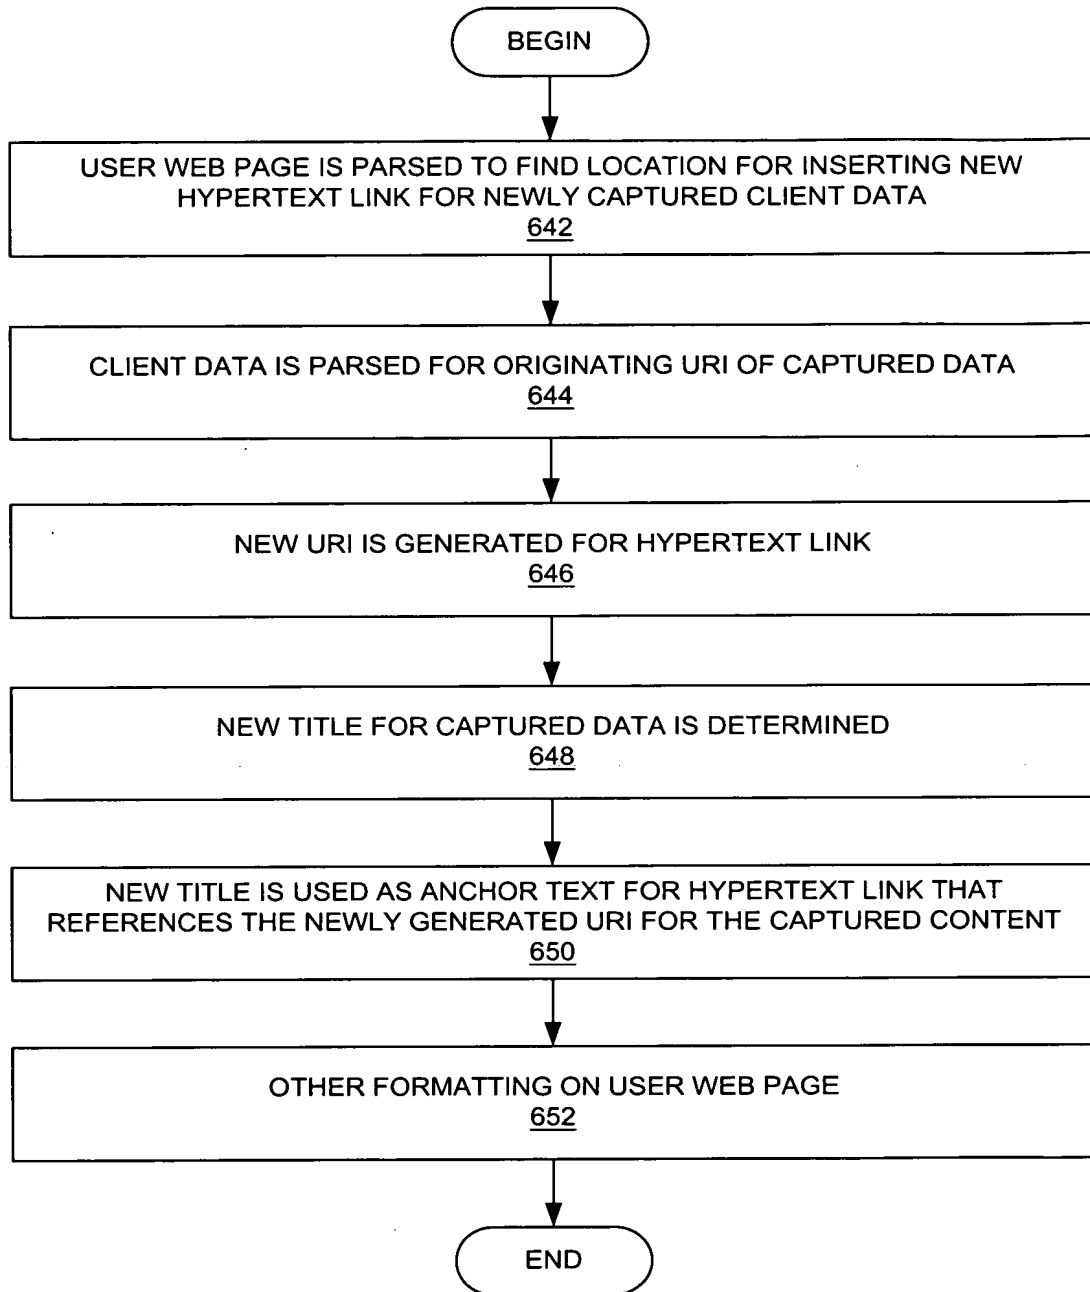 BEGIN
USER WEB PAGE IS PARSED TO FIND LOCATION FOR INSERTING NEW
HYPERTEXT LINK FOR NEWLY CAPTURED CLIENT DATA
642
CLIENT DATA IS PARSED FOR ORIGINATING URI OF CAPTURED DATA
644
NEW URI IS GENERATED FOR HYPERTEXT LINK
646
NEW TITLE FOR CAPTURED DATA IS DETERMINED
648
NEW TITLE IS USED AS ANCHOR TEXT FOR HYPERTEXT LINK THAT
REFERENCES THE NEWLY GENERATED URI FOR THE CAPTURED CONTENT
650
OTHER FORMATTING ON USER WEB PAGE
652
END